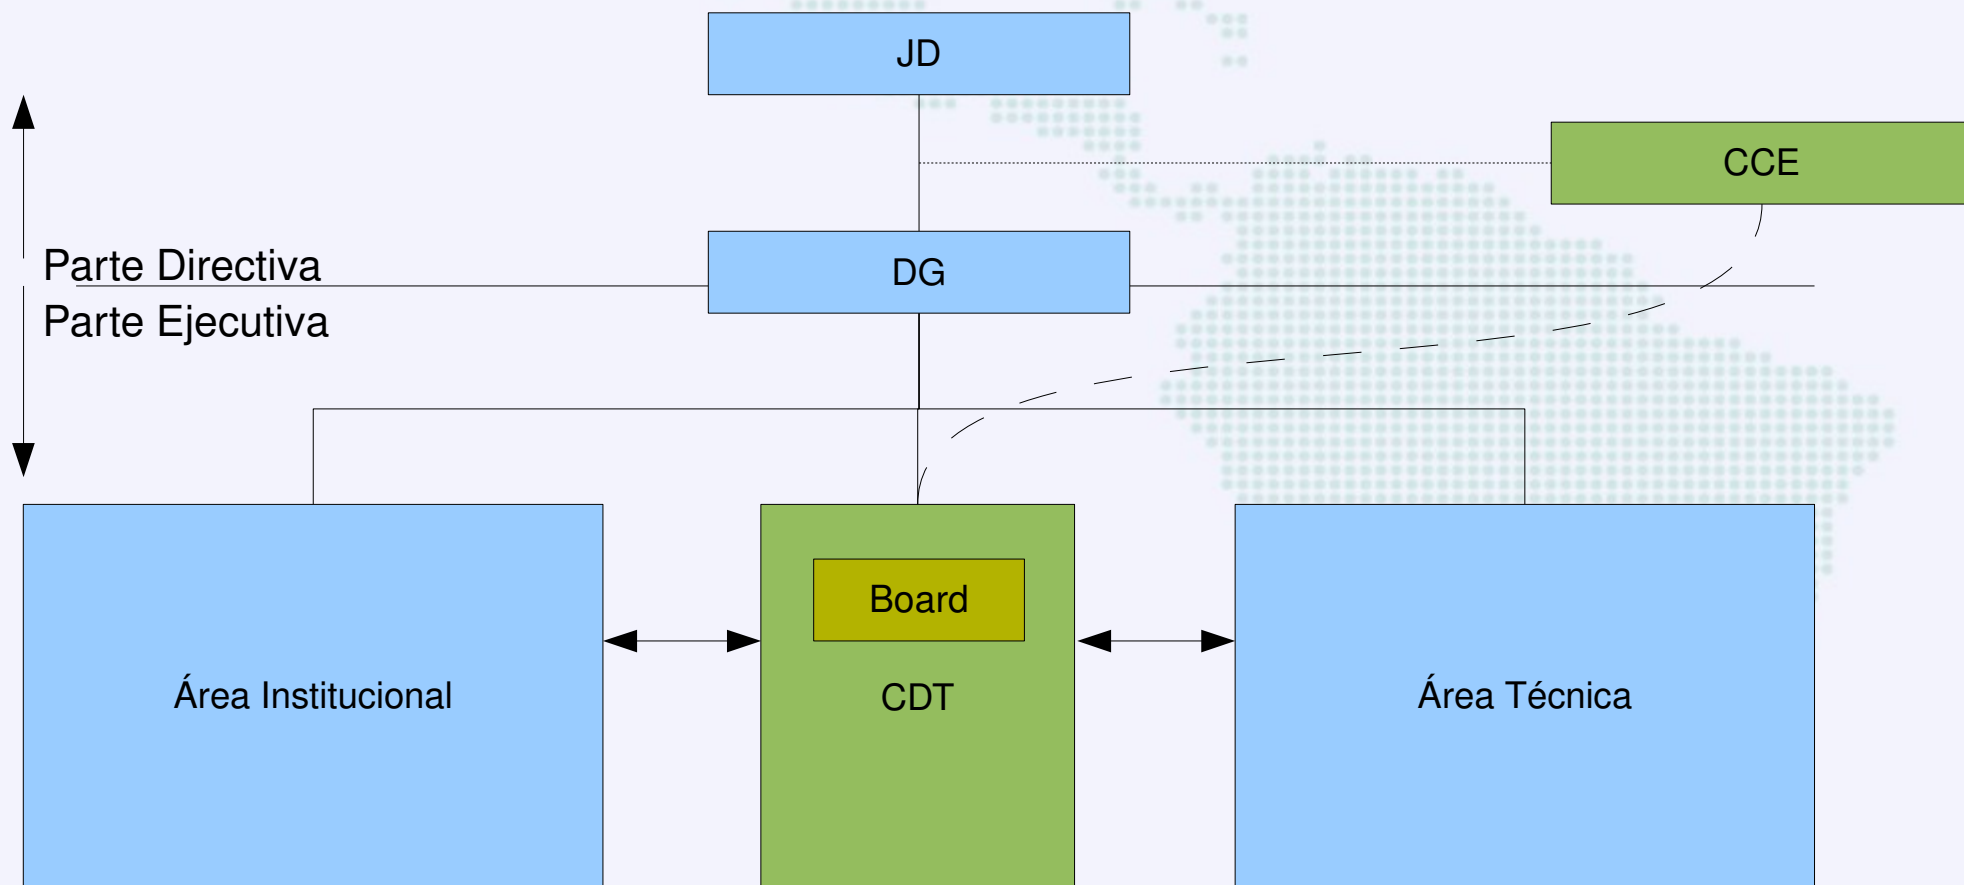 JD
CCE
Parte Directiva
DG
Parte Ejecutiva
Board
Área Institucional
CDT
Área Técnica